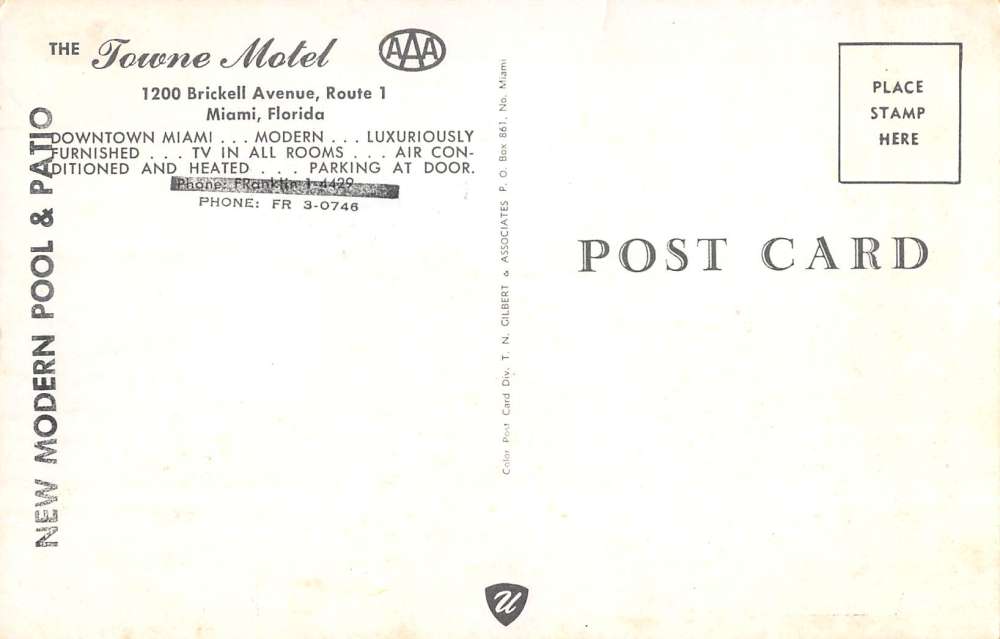 THE Towne Motel AAA
1200 Brickell Avenue, Route 1
Miami, Florida
DOWNTOWN MIAMI . . . MODERN . . . LUXURIOUSLY
FURNISHED . . . TV IN ALL ROOMS . . . AIR CON-
DITIONED AND HEATED . . . PARKING AT DOOR.
Phone: FRanklin 1-4429
PHONE: FR 3-0746
NEW MODERN POOL & PATIO
Color Post Card Div. T. N. GILBERT & ASSOCIATES P. O. Box 861, No. Miami
PLACE
STAMP
HERE
POST CARD
U